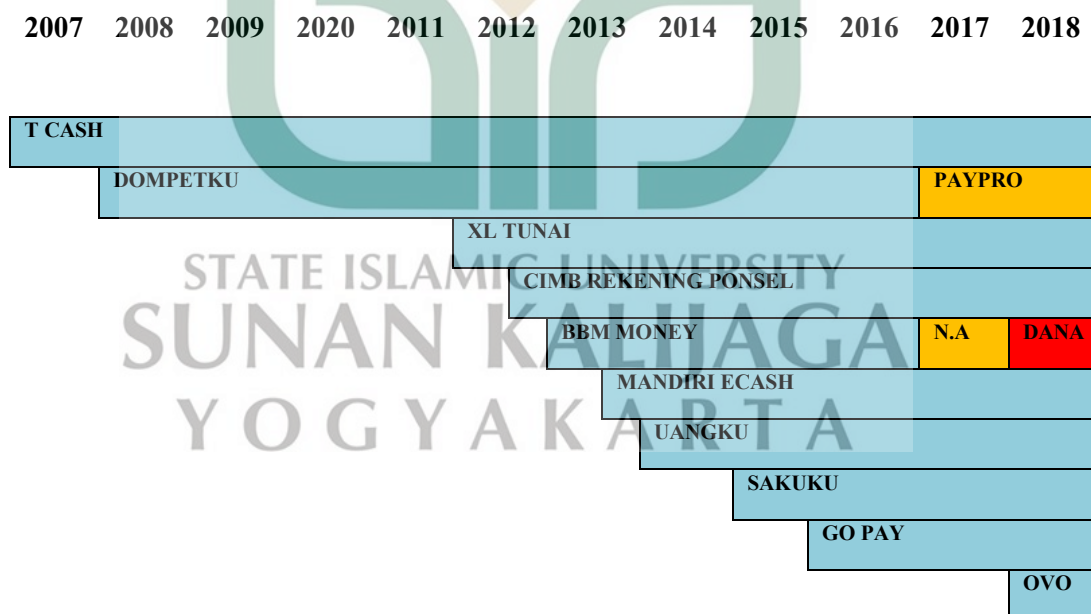 2007 2008 2009 2020 2011 2012 2013 2014 2015 2016 2017 2018
T CASH
DOMPETKU PAYPRO
XL TUNAI
STATE ISLAMIC UNIVERSITY
CIMB REKENING PONSEL
SUNAN KALIJAGA
BBM MONEY N.A DANA
MANDIRI ECASH
YOGYAKARTA
UANGKU
SAKUKU
GO PAY
OVO